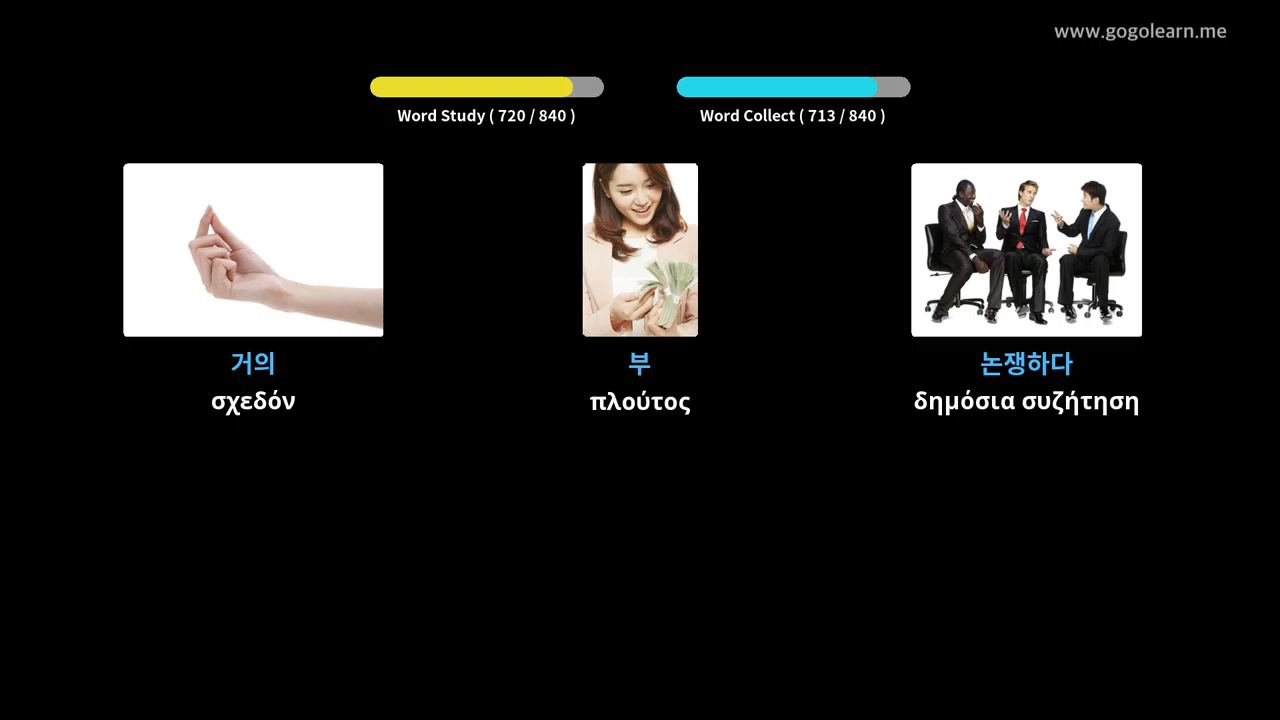 www.gogolearn.me
Word Study ( 720 / 840 )
Word Collect ( 713 / 840 )
거의
σχεδόν
부
πλούτος
논쟁하다
δημόσια συζήτηση